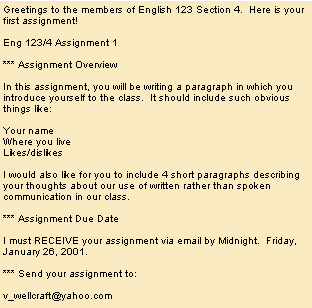 Greetings to the members of English 123 Section 4.  Here is your
first assignment!
Eng 123/4 Assignment 1
*** Assignment Overview
In this assignment, you will be writing a paragraph in which you
introduce yourself to the class.  It should include such obvious
things like:
Your name
Where you live
Likes/dislikes
I would also like for you to include 4 short paragraphs describing
your thoughts about our use of written rather than spoken
communication in our class.
*** Assignment Due Date
I must RECEIVE your assignment via email by Midnight.  Friday,
January 26, 2001.
*** Send your assignment to:
v_wellcraft@yahoo.com